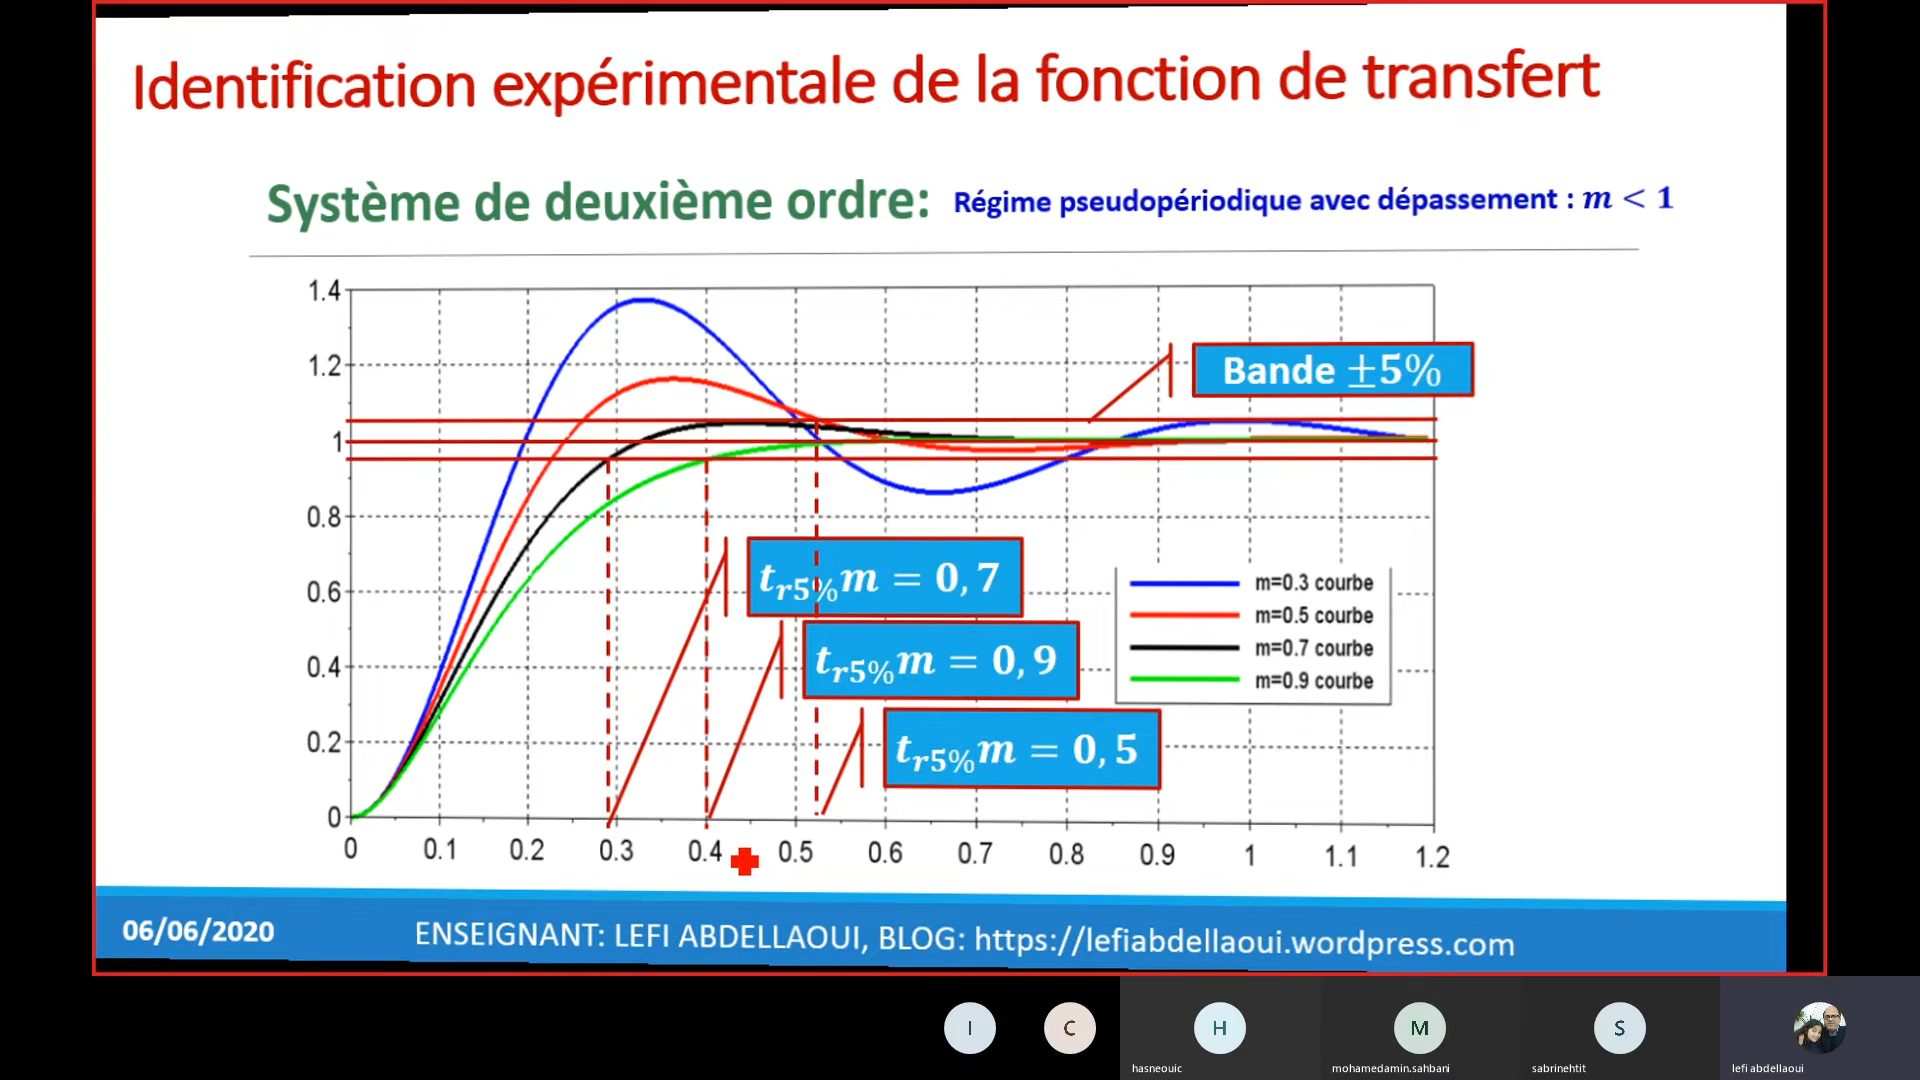 Identification expérimentale de la fonction de transfert
Système de deuxième ordre: Régime pseudopériodique avec dépassement : m < 1
1.4
1.2
1
0.8
0.6
0.4
0.2
0
0 0.1 0.2 0.3 0.4 0.5 0.6 0.7 0.8 0.9 1 1.1 1.2
Bande ±5%
tr5%m = 0,7
tr5%m = 0,9
tr5%m = 0,5
m=0.3 courbe
m=0.5 courbe
m=0.7 courbe
m=0.9 courbe
06/06/2020 ENSEIGNANT: LEFI ABDELLAOUI, BLOG: https://lefiabdellaoui.wordpress.com
I C H M S
hasneouic mohamedamin.sahbani sabrinehtit lefi abdellaoui